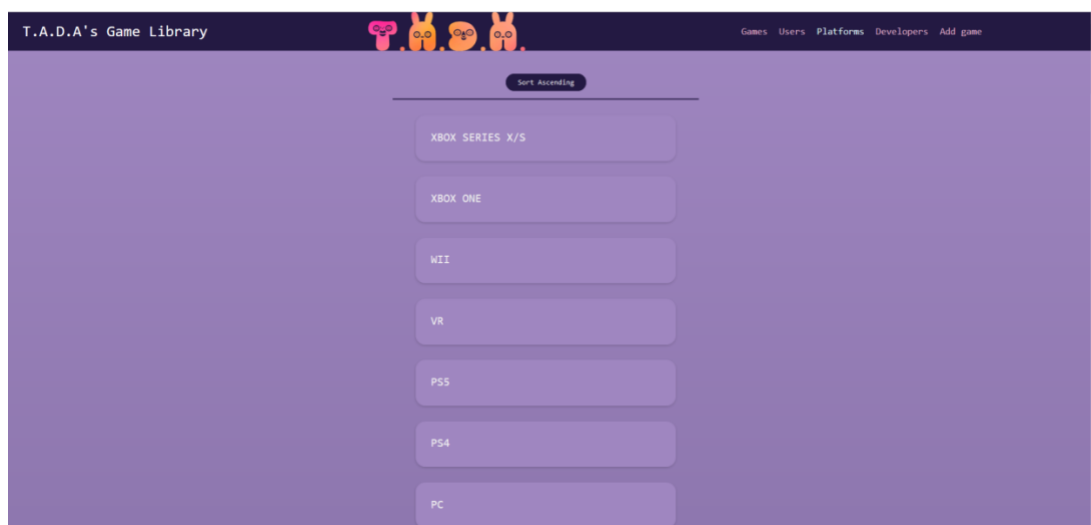 T.A.D.A's Game Library
T.A.D.A.
Games Users Platforms Developers Add game
Sort Ascending
XBOX SERIES X/S
XBOX ONE
WII
VR
PS5
PS4
PC